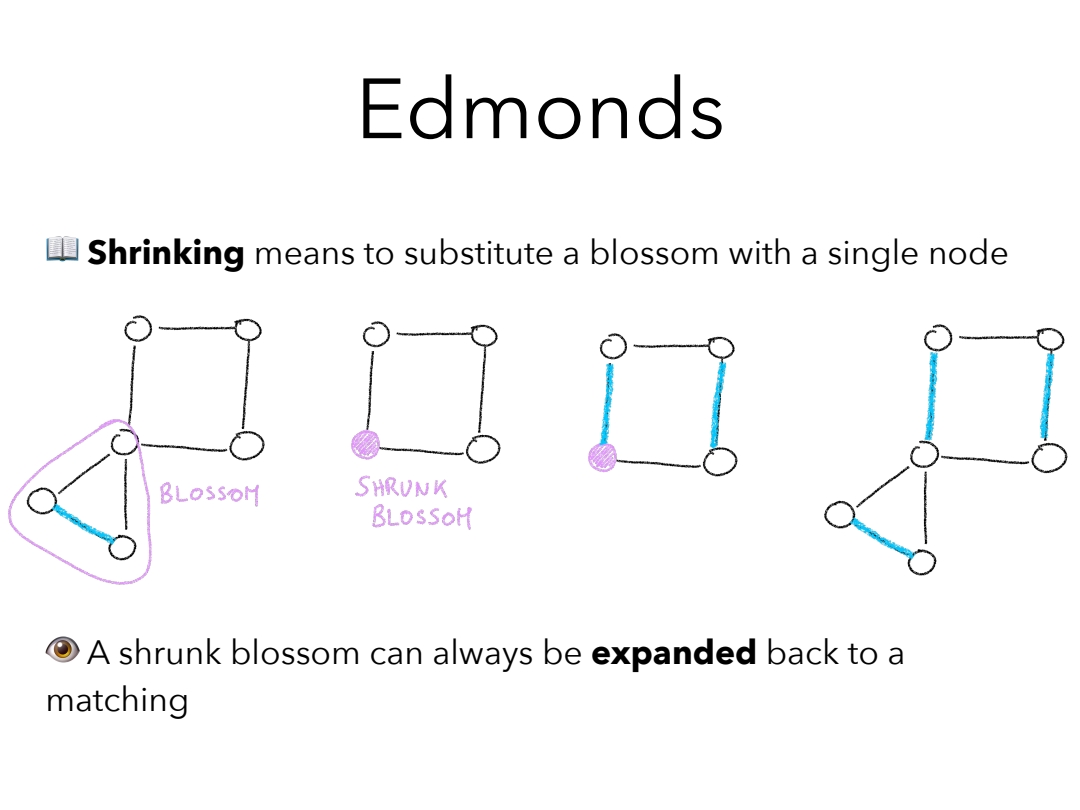 Edmonds
📖 Shrinking means to substitute a blossom with a single node
BLOSSOM
SHRUNK
BLOSSOM
👁 A shrunk blossom can always be expanded back to a
matching